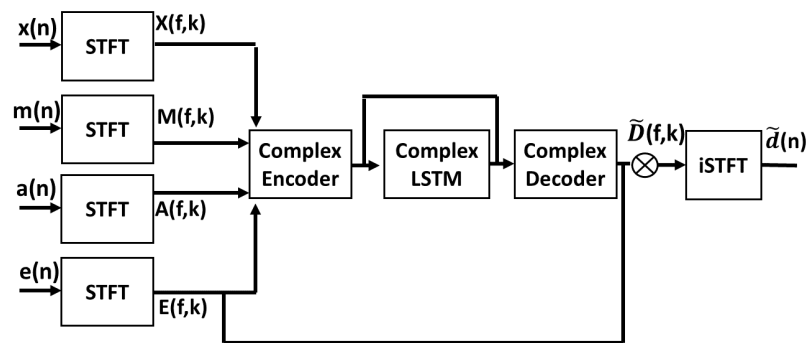 x(n)
STFT
X(f,k)
m(n)
STFT
M(f,k)
a(n)
STFT
A(f,k)
e(n)
STFT
E(f,k)
Complex
Encoder
Complex
LSTM
Complex
Decoder
D̃(f,k)
iSTFT
d̃(n)